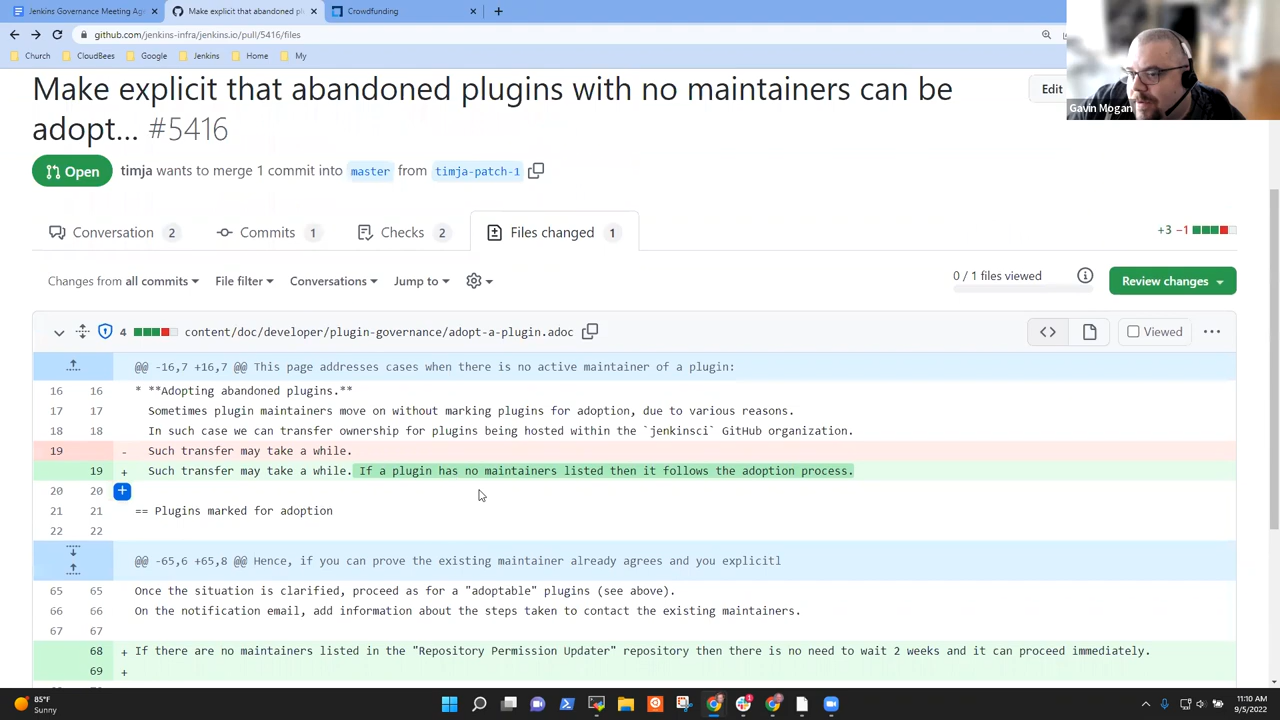 Jenkins Governance Meeting Ag
Make explicit that abandoned pl
Crowdfunding
github.com/jenkins-infra/jenkins.io/pull/5416/files
Church
CloudBees
Google
Jenkins
Home
My
Gavin Mogan
Make explicit that abandoned plugins with no maintainers can be
adopt... #5416
Edit
Open
timja wants to merge 1 commit into master from timja-patch-1
Conversation 2
Commits 1
Checks 2
Files changed 1
+3 −1
Changes from all commits
File filter
Conversations
Jump to
0 / 1 files viewed
Review changes
4 content/doc/developer/plugin-governance/adopt-a-plugin.adoc
Viewed
@@ -16,7 +16,7 @@ This page addresses cases when there is no active maintainer of a plugin:
16 16 * **Adopting abandoned plugins.**
17 17 Sometimes plugin maintainers move on without marking plugins for adoption, due to various reasons.
18 18 In such case we can transfer ownership for plugins being hosted within the `jenkinsci` GitHub organization.
19 - Such transfer may take a while.
19 + Such transfer may take a while. If a plugin has no maintainers listed then it follows the adoption process.
20 20
21 21 == Plugins marked for adoption
22 22
@@ -65,6 +65,8 @@ Hence, if you can prove the existing maintainer already agrees and you explicitl
65 65 Once the situation is clarified, proceed as for a "adoptable" plugins (see above).
66 66 On the notification email, add information about the steps taken to contact the existing maintainers.
67 67
68 + If there are no maintainers listed in the "Repository Permission Updater" repository then there is no need to wait 2 weeks and it can proceed immediately.
69 +
85°F
Sunny
11:10 AM
9/5/2022